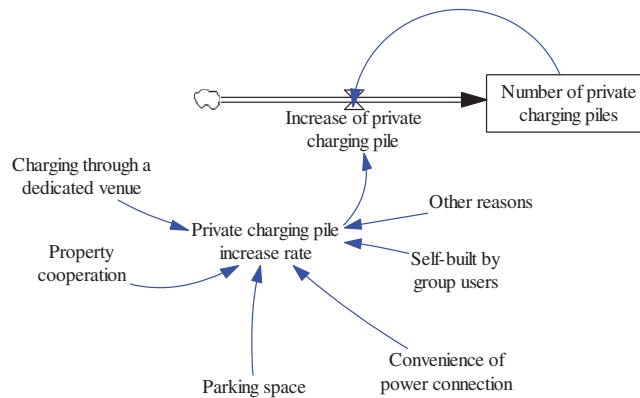 Number of private
charging piles
Increase of private
charging pile
Charging through a
dedicated venue
Other reasons
Private charging pile
increase rate
Property
cooperation
Self-built by
group users
Convenience of
power connection
Parking space